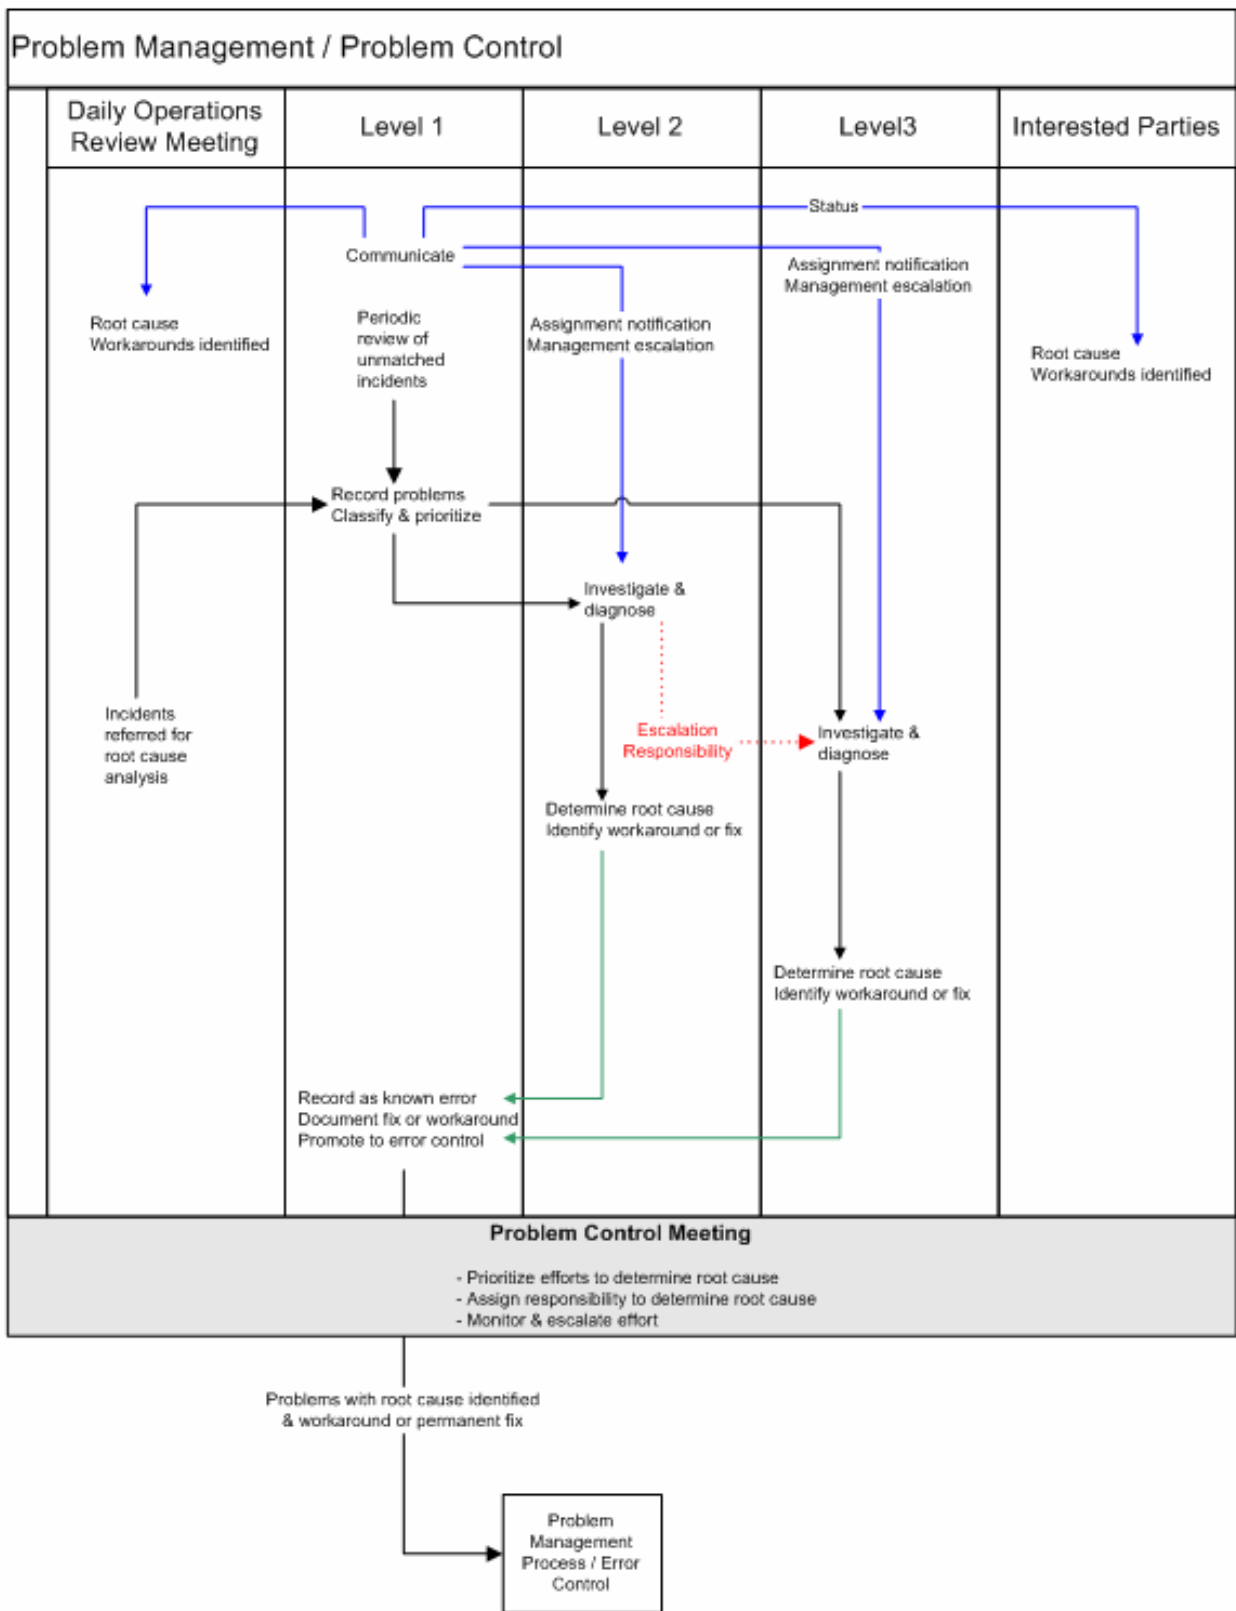 Problem Management / Problem Control
Daily Operations
Review Meeting
Level 1
Level 2
Level3
Interested Parties
Status
Communicate
Assignment notification
Management escalation
Root cause
Workarounds identified
Periodic
review of
unmatched
incidents
Assignment notification
Management escalation
Root cause
Workarounds identified
Record problems
Classify & prioritize
Investigate &
diagnose
Incidents
referred for
root cause
analysis
Escalation
Responsibility
Investigate &
diagnose
Determine root cause
Identify workaround or fix
Determine root cause
Identify workaround or fix
Record as known error
Document fix or workaround
Promote to error control
Problem Control Meeting
- Prioritize efforts to determine root cause
- Assign responsibility to determine root cause
- Monitor & escalate effort
Problems with root cause identified
& workaround or permanent fix
Problem
Management
Process / Error
Control